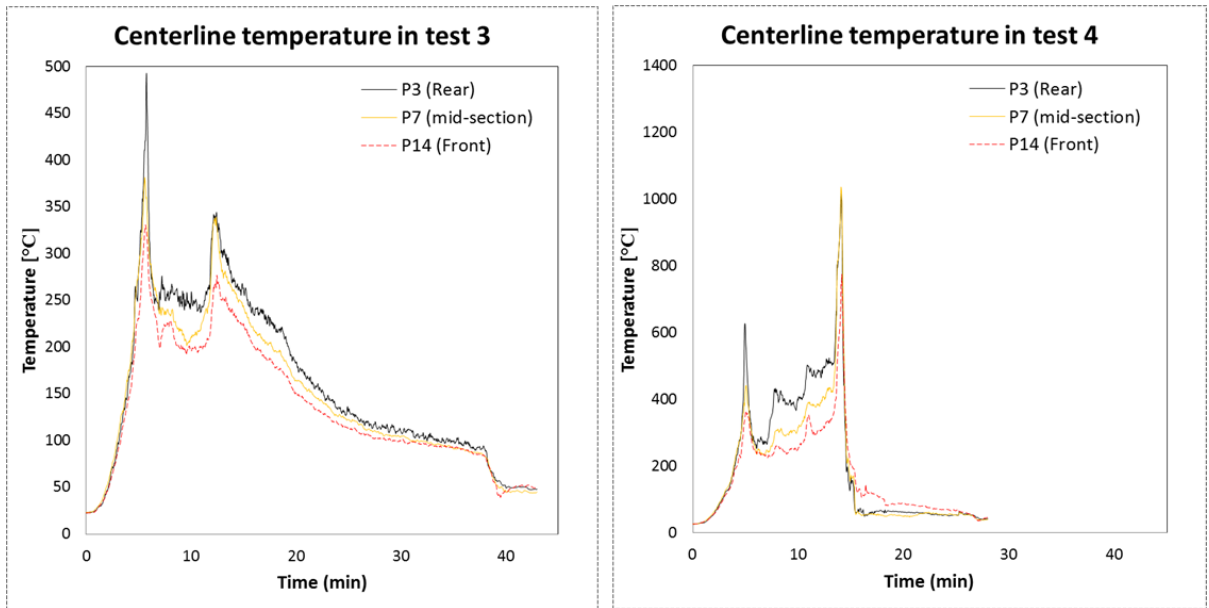 Centerline temperature in test 3
500
450
400
350
300
250
200
150
100
50
0
Temperature [°C]
P3 (Rear)
P7 (mid-section)
P14 (Front)
0 10 20 30 40
Time (min)
Centerline temperature in test 4
1400
1200
1000
800
600
400
200
0
Temperature [°C]
P3 (Rear)
P7 (mid-section)
P14 (Front)
0 10 20 30 40
Time (min)